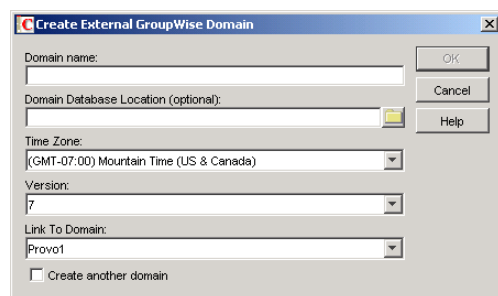 Create External GroupWise Domain
Domain name:
OK
Cancel
Domain Database Location (optional):
Help
Time Zone:
(GMT-07:00) Mountain Time (US & Canada)
Version:
7
Link To Domain:
Provo1
Create another domain